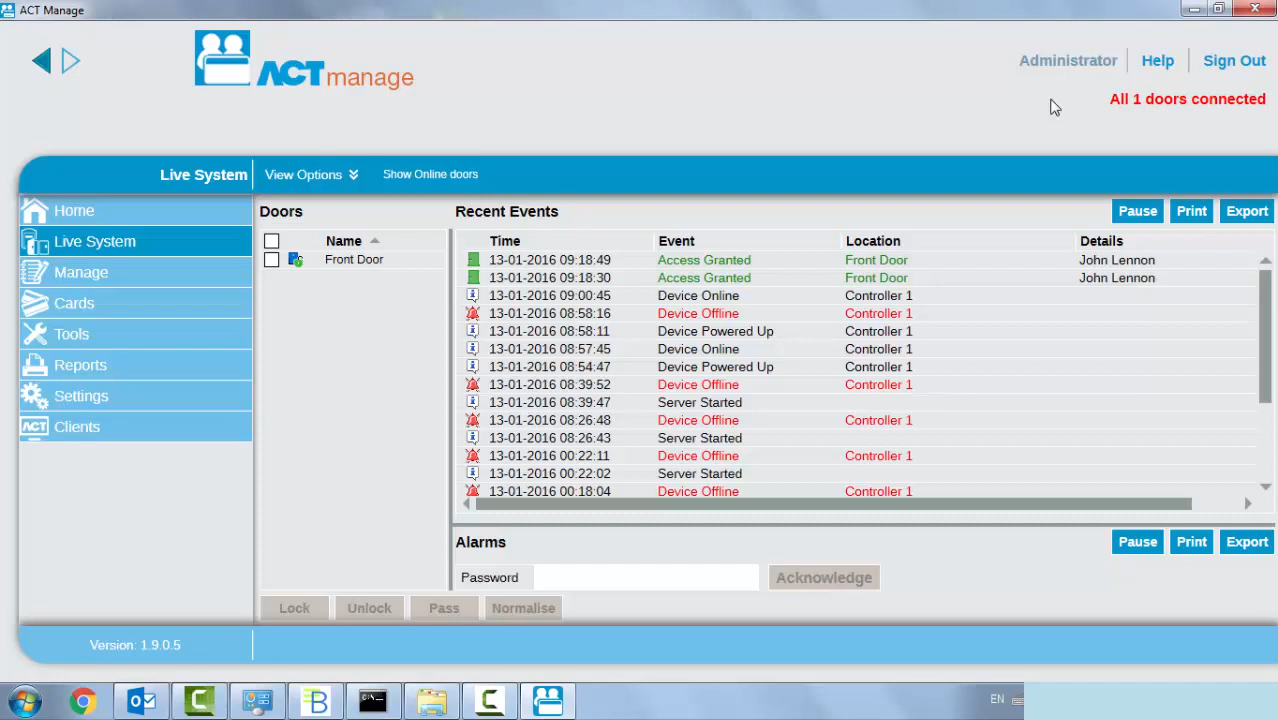 ACT Manage
ACTmanage
Administrator Help Sign Out
All 1 doors connected
Live System View Options Show Online doors
Home
Live System
Manage
Cards
Tools
Reports
Settings
ACT Clients
Doors
Name
Front Door
Recent Events Pause Print Export
Time Event Location Details
13-01-2016 09:18:49 Access Granted Front Door John Lennon
13-01-2016 09:18:30 Access Granted Front Door John Lennon
13-01-2016 09:00:45 Device Online Controller 1
13-01-2016 08:58:16 Device Offline Controller 1
13-01-2016 08:58:11 Device Powered Up Controller 1
13-01-2016 08:57:45 Device Online Controller 1
13-01-2016 08:54:47 Device Powered Up Controller 1
13-01-2016 08:39:52 Device Offline Controller 1
13-01-2016 08:39:47 Server Started
13-01-2016 08:26:48 Device Offline Controller 1
13-01-2016 08:26:43 Server Started
13-01-2016 00:22:11 Device Offline Controller 1
13-01-2016 00:22:02 Server Started
13-01-2016 00:18:04 Device Offline Controller 1
Alarms Pause Print Export
Password Acknowledge
Lock Unlock Pass Normalise
Version: 1.9.0.5
EN